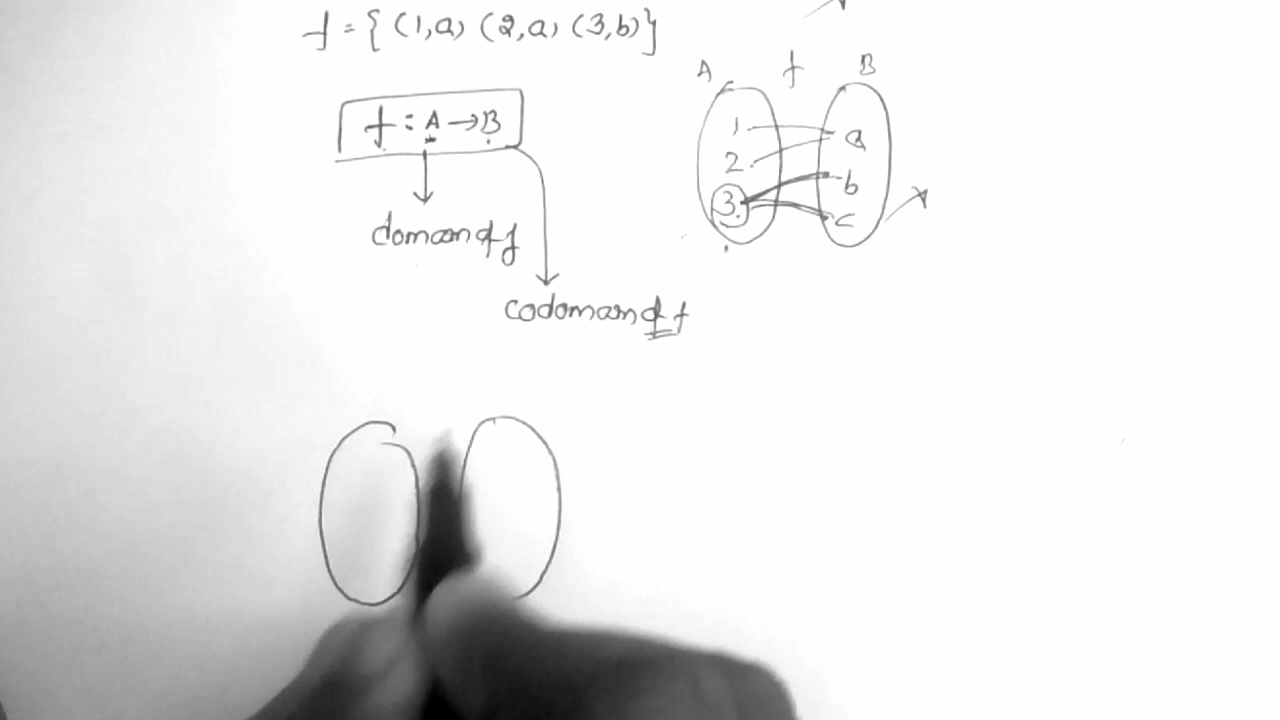 f = { (1,a) (2,a) (3,b) }
A f B
f : A → B
1 a
2 b
3 c
domain of f
codomain of f